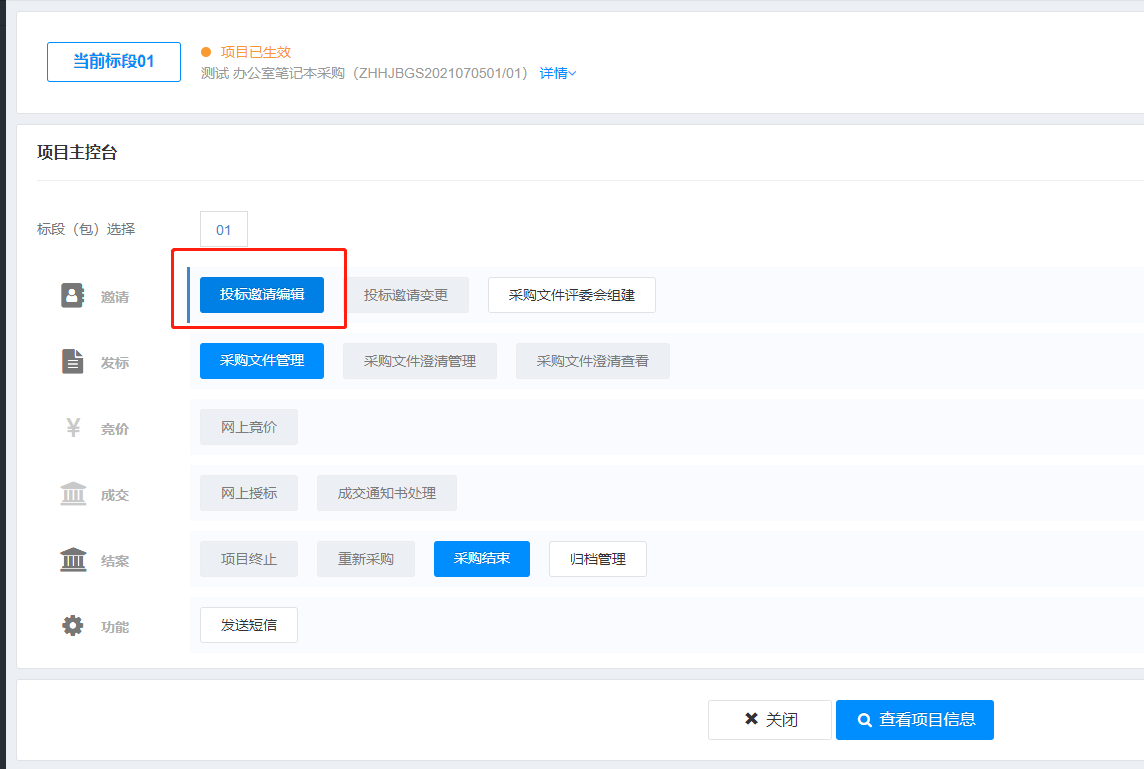 当前标段01
项目已生效
测试 办公室笔记本采购（ZHHJBGS2021070501/01） 详情
项目主控台
标段（包）选择 01
邀请 投标邀请编辑 投标邀请变更 采购文件评委会组建
发标 采购文件管理 采购文件澄清管理 采购文件澄清查看
¥ 竞价 网上竞价
成交 网上授标 成交通知书处理
结案 项目终止 重新采购 采购结束 归档管理
功能 发送短信
关闭 查看项目信息